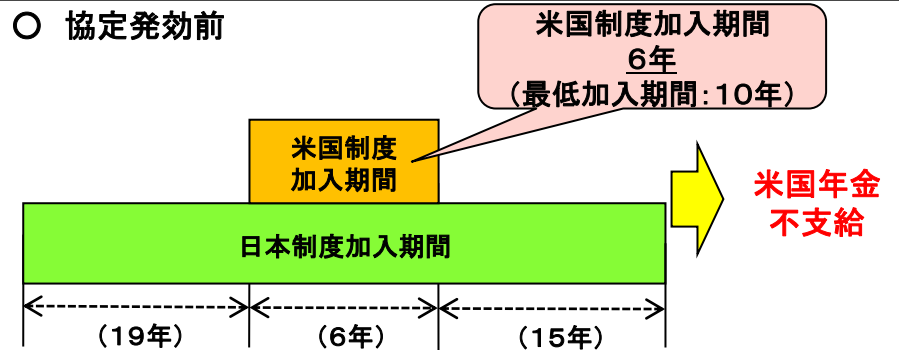 ○ 協定発効前
米国制度加入期間
６年
（最低加入期間：１０年）
米国制度
加入期間
米国年金
不支給
日本制度加入期間
（19年）
（6年）
（15年）